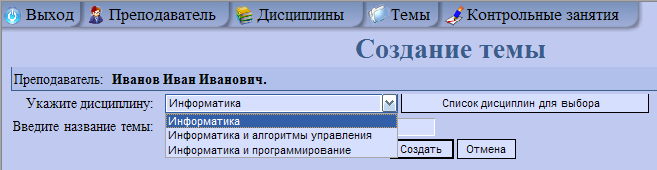 Выход Преподаватель Дисциплины Темы Контрольные занятия
Создание темы
Преподаватель: Иванов Иван Иванович.
Укажите дисциплину: Информатика Список дисциплин для выбора
Информатика
Введите название темы: Информатика и алгоритмы управления
Информатика и программирование Создать Отмена